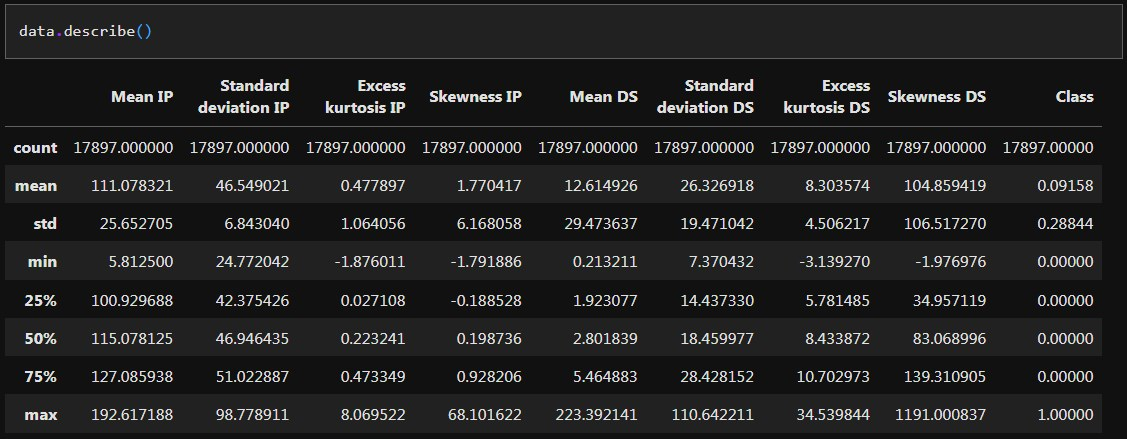 data.describe()
Mean IP Standard deviation IP Excess kurtosis IP Skewness IP Mean DS Standard deviation DS Excess kurtosis DS Skewness DS Class
count 17897.000000 17897.000000 17897.000000 17897.000000 17897.000000 17897.000000 17897.000000 17897.000000 17897.00000
mean 111.078321 46.549021 0.477897 1.770417 12.614926 26.326918 8.303574 104.859419 0.09158
std 25.652705 6.843040 1.064056 6.168058 29.473637 19.471042 4.506217 106.517270 0.28844
min 5.812500 24.772042 -1.876011 -1.791886 0.213211 7.370432 -3.139270 -1.976976 0.00000
25% 100.929688 42.375426 0.027108 -0.188528 1.923077 14.437330 5.781485 34.957119 0.00000
50% 115.078125 46.946435 0.223241 0.198736 2.801839 18.459977 8.433872 83.068996 0.00000
75% 127.085938 51.022887 0.473349 0.928206 5.464883 28.428152 10.702973 139.310905 0.00000
max 192.617188 98.778911 8.069522 68.101622 223.392141 110.642211 34.539844 1191.000837 1.00000